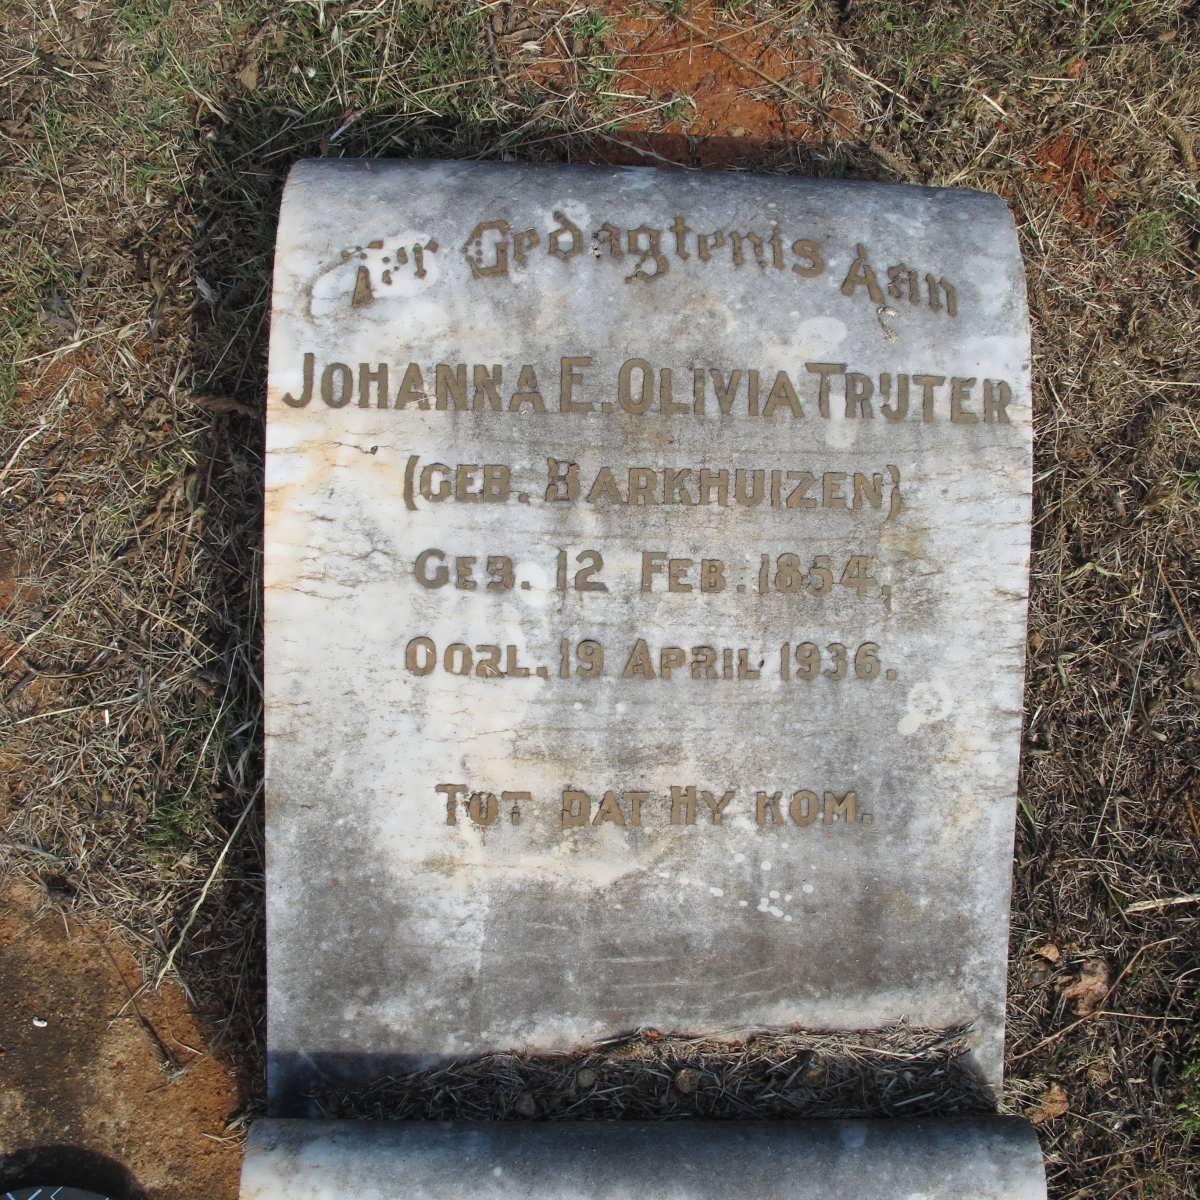 Ter Gedagtenis Aan
JOHANNA E. OLIVIA TRIJTER
(GEB. BARKHUIZEN)
GEB. 12 FEB. 1854,
OORL. 19 APRIL 1936.
TOT DAT HY KOM.